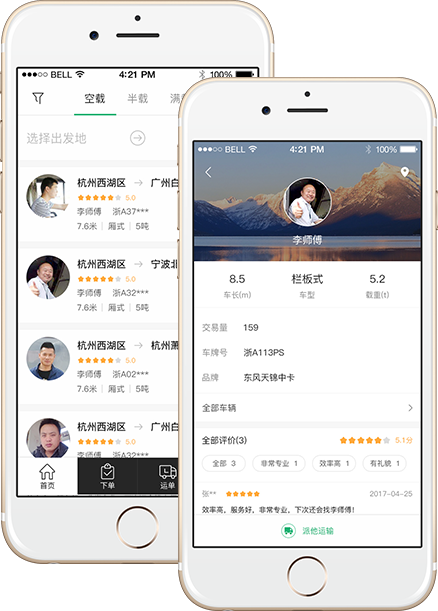 BELL 4:21 PM 100%
空载 半载 满
选择出发地
杭州西湖区 → 广州白
5.0
李师傅 浙A37***
7.6米 厢式 5吨
杭州西湖区 → 宁波北
5.0
李师傅 浙A32***
7.6米 厢式 5吨
杭州西湖区 → 杭州萧
5.0
李师傅 浙A02***
7.6米 厢式 5吨
杭州西湖区 → 广州白
5.0
李师傅 浙A32***
7.6米 厢式 5吨
首页 下单 运单
BELL 4:21 PM 100%
李师傅
8.5 栏板式 5.2
车长(m) 车型 载重(t)
交易量 159
车牌号 浙A113PS
品牌 东风天锦中卡
全部车辆
全部评价(3) 5.1分
全部 3 非常专业 1 效率高 1 有礼貌 1
张** 2017-04-25
效率高，服务好，非常专业，下次还会找李师傅！
派他运输